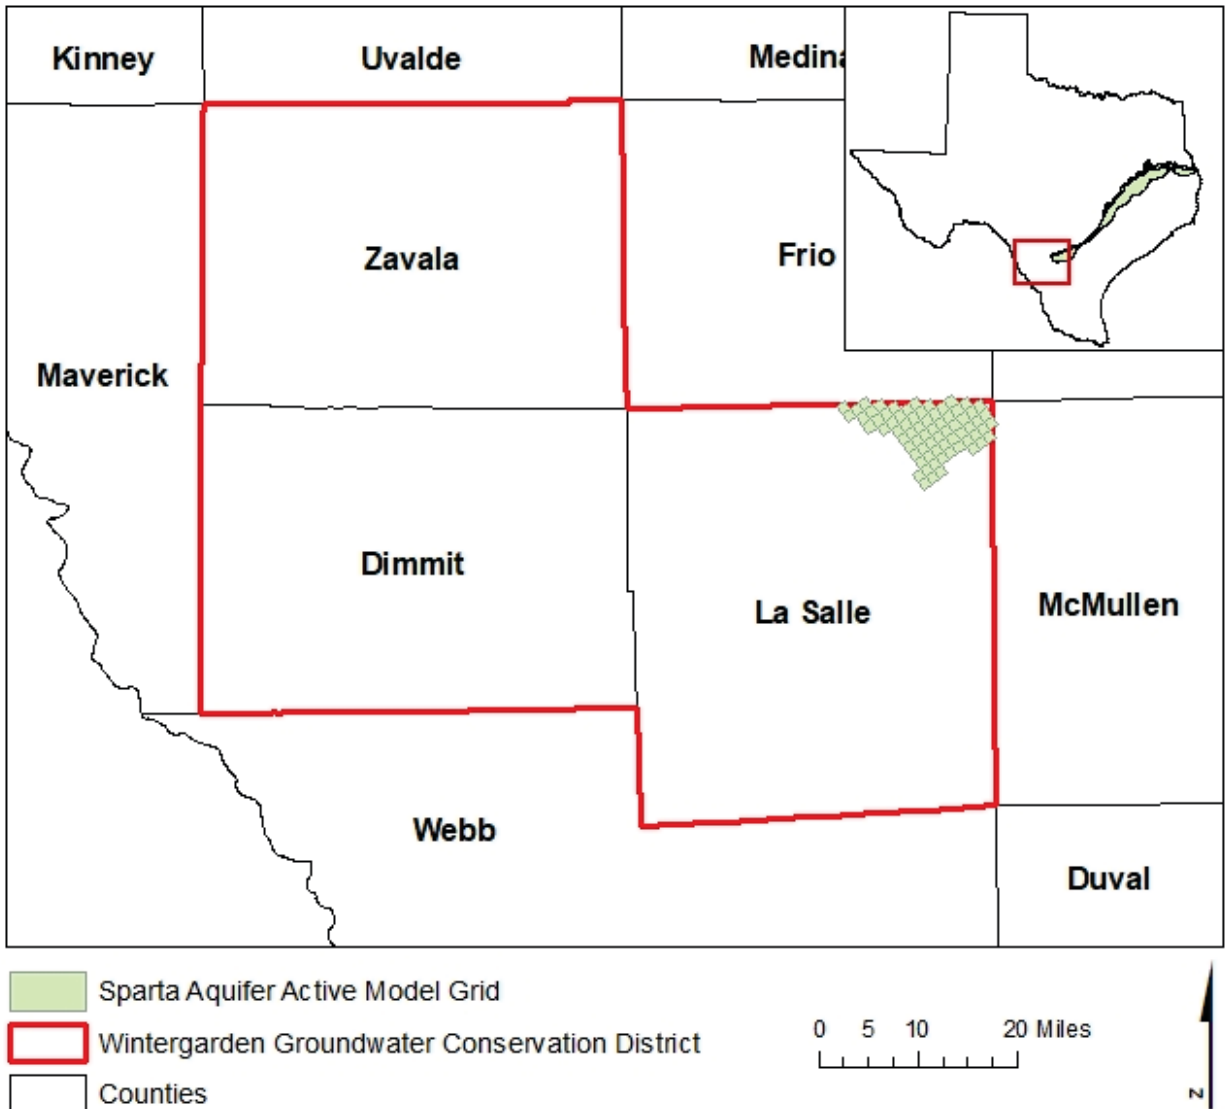 Kinney
Uvalde
Medina
Zavala
Frio
Maverick
Dimmit
La Salle
McMullen
Webb
Duval
Sparta Aquifer Active Model Grid
Wintergarden Groundwater Conservation District
Counties
0 5 10 20 Miles
N